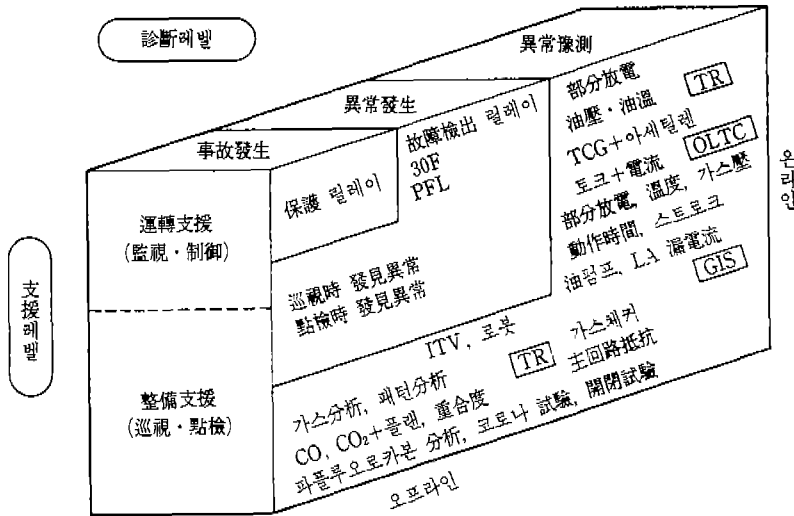 診斷레벨
異常豫測
異常發生
事故發生
部分放電 TR
油壓·油溫
TCG+아세틸렌
토크+電流 OLTC
部分放電, 溫度, 가스壓
動作時間, 스트로크
油펌프, LA 漏電流
GIS
온라인
故障檢出 릴레이
30F
PFL
保護 릴레이
運轉支援
(監視·制御)
巡視時 發見異常
點檢時 發見異常
支援레벨
整備支援
(巡視·點檢)
ITV, 로봇
TR 가스체커
主回路抵抗
가스分析, 패턴分析
CO, CO₂+플랜, 重合度
파플루오로카본 分析, 코로나 試驗, 開閉試驗
오프라인